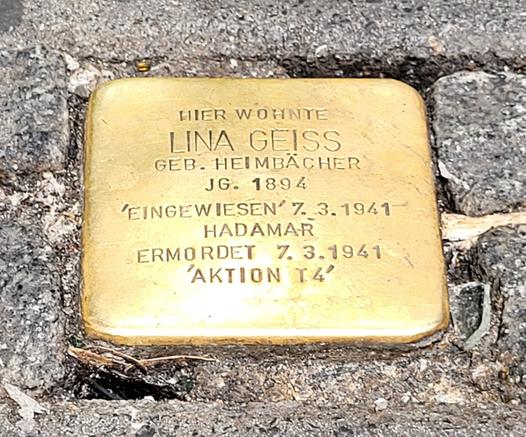 HIER WOHNTE
LINA GEISS
GEB. HEIMBÄCHER
JG. 1894
'EINGEWIESEN' 7. 3. 1941
HADAMAR
ERMORDET 7. 3. 1941
'AKTION T4'